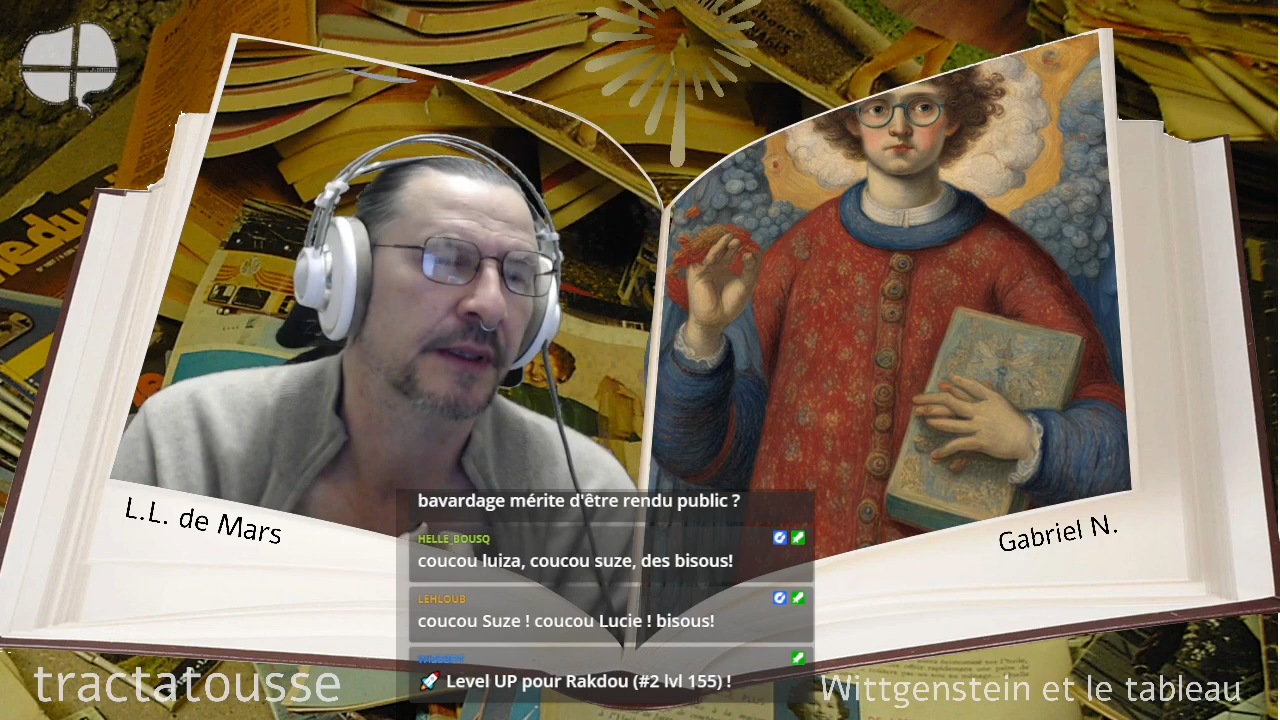 L.L. de Mars
Gabriel N.
bavardage mérite d'être rendu public ?
HELLE_BOUSQ
coucou luiza, coucou suze, des bisous!
LEHLOUB
coucou Suze ! coucou Lucie ! bisous!
🚀 Level UP pour Rakdou (#2 lvl 155) !
tractatousse
Wittgenstein et le tableau